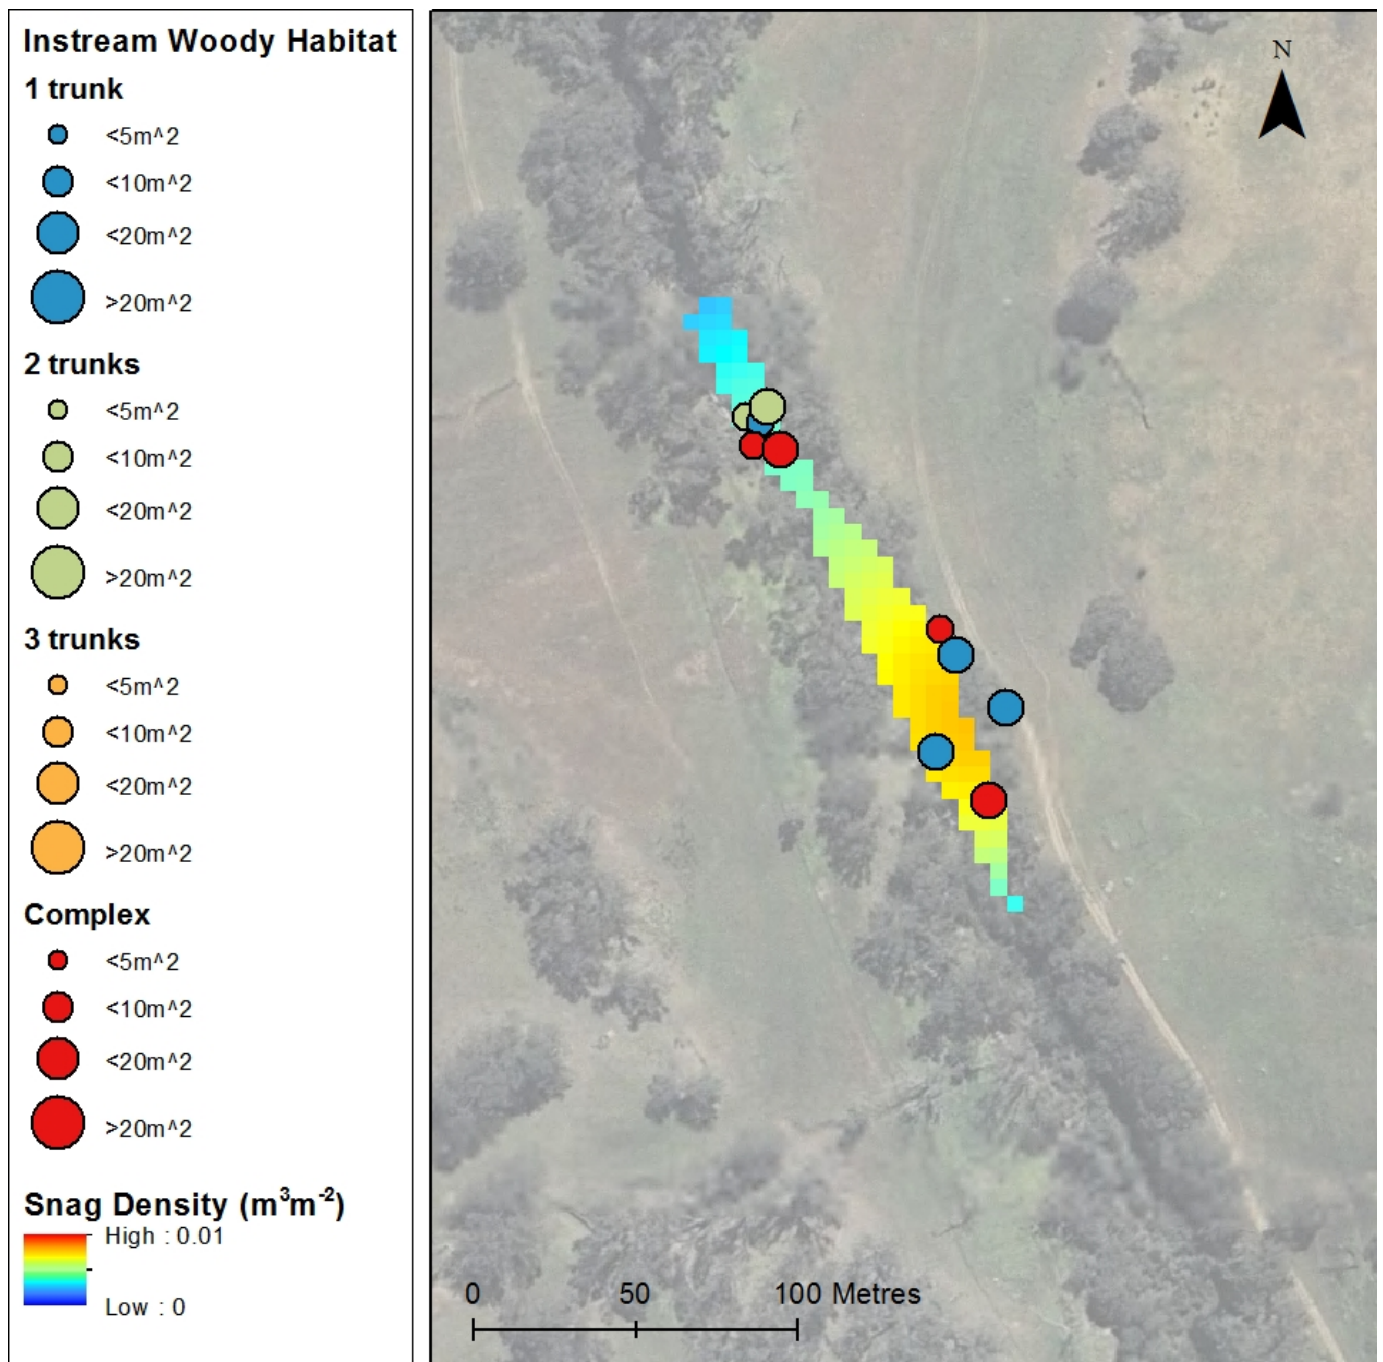 Instream Woody Habitat
1 trunk
<5m^2
<10m^2
<20m^2
>20m^2
2 trunks
<5m^2
<10m^2
<20m^2
>20m^2
3 trunks
<5m^2
<10m^2
<20m^2
>20m^2
Complex
<5m^2
<10m^2
<20m^2
>20m^2
Snag Density (m³m⁻²)
High : 0.01
Low : 0
N
0 50 100 Metres